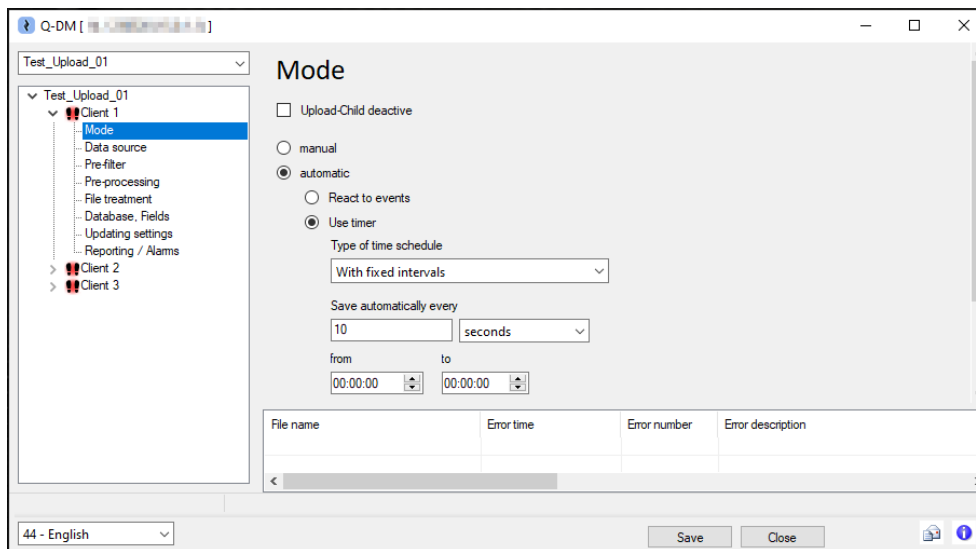 Q-DM [ ]
Test_Upload_01
Test_Upload_01
Client 1
Mode
Data source
Pre-filter
Pre-processing
File treatment
Database, Fields
Updating settings
Reporting / Alarms
Client 2
Client 3
Mode
Upload-Child deactive
manual
automatic
React to events
Use timer
Type of time schedule
With fixed intervals
Save automatically every
10 seconds
from to
00:00:00 00:00:00
File name Error time Error number Error description
44 - English
Save Close